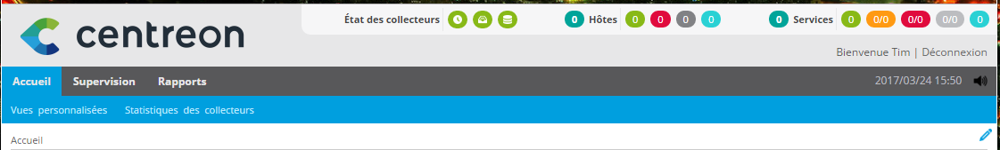 centreon
État des collecteurs 0 Hôtes 0 0 0 0 0 Services 0 0/0 0/0 0/0 0
Bienvenue Tim | Déconnexion
Accueil Supervision Rapports 2017/03/24 15:50
Vues personnalisées Statistiques des collecteurs
Accueil